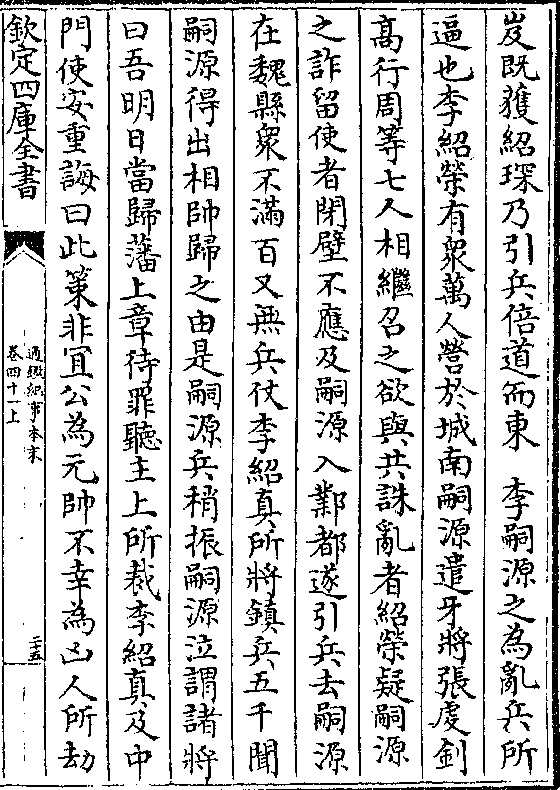 岌既獲紹琛乃引兵倍道而東　李嗣源之為亂兵所
逼也李紹榮有衆萬人營於城南嗣源遣牙將張虔釗
髙行周等七人相繼召之欲與共誅亂者紹榮疑嗣源
之詐留使者閉壁不應及嗣源入鄴都遂引兵去嗣源
在魏縣衆不滿百又無兵仗李紹真所將鎮兵五千聞
嗣源得出相帥歸之由是嗣源兵稍振嗣源泣謂諸將
曰吾明日當歸藩上章待罪聽主上所裁李紹真及中
門使安重誨曰此策非宜公為元帥不幸為凶人所劫
欽定四庫全書
通鑑紀事本末
卷四十一上
二十五